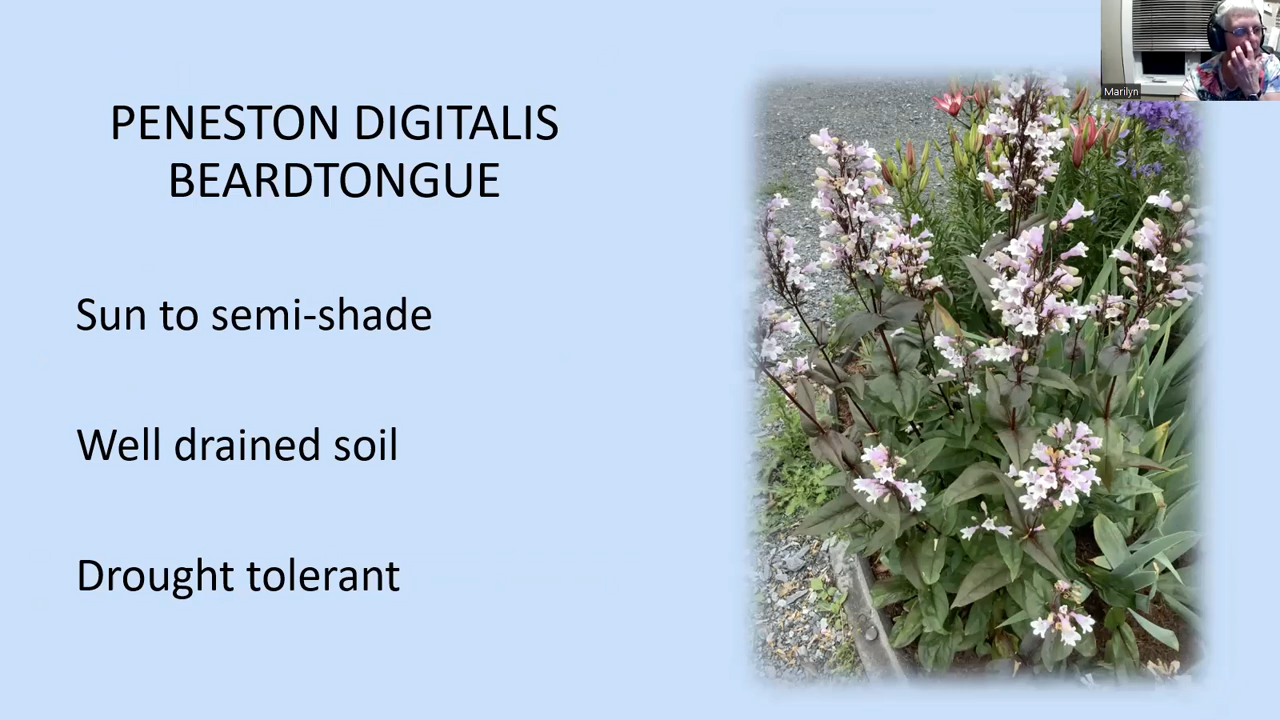 PENESTON DIGITALIS
BEARDTONGUE
Sun to semi-shade
Well drained soil
Drought tolerant
Marilyn